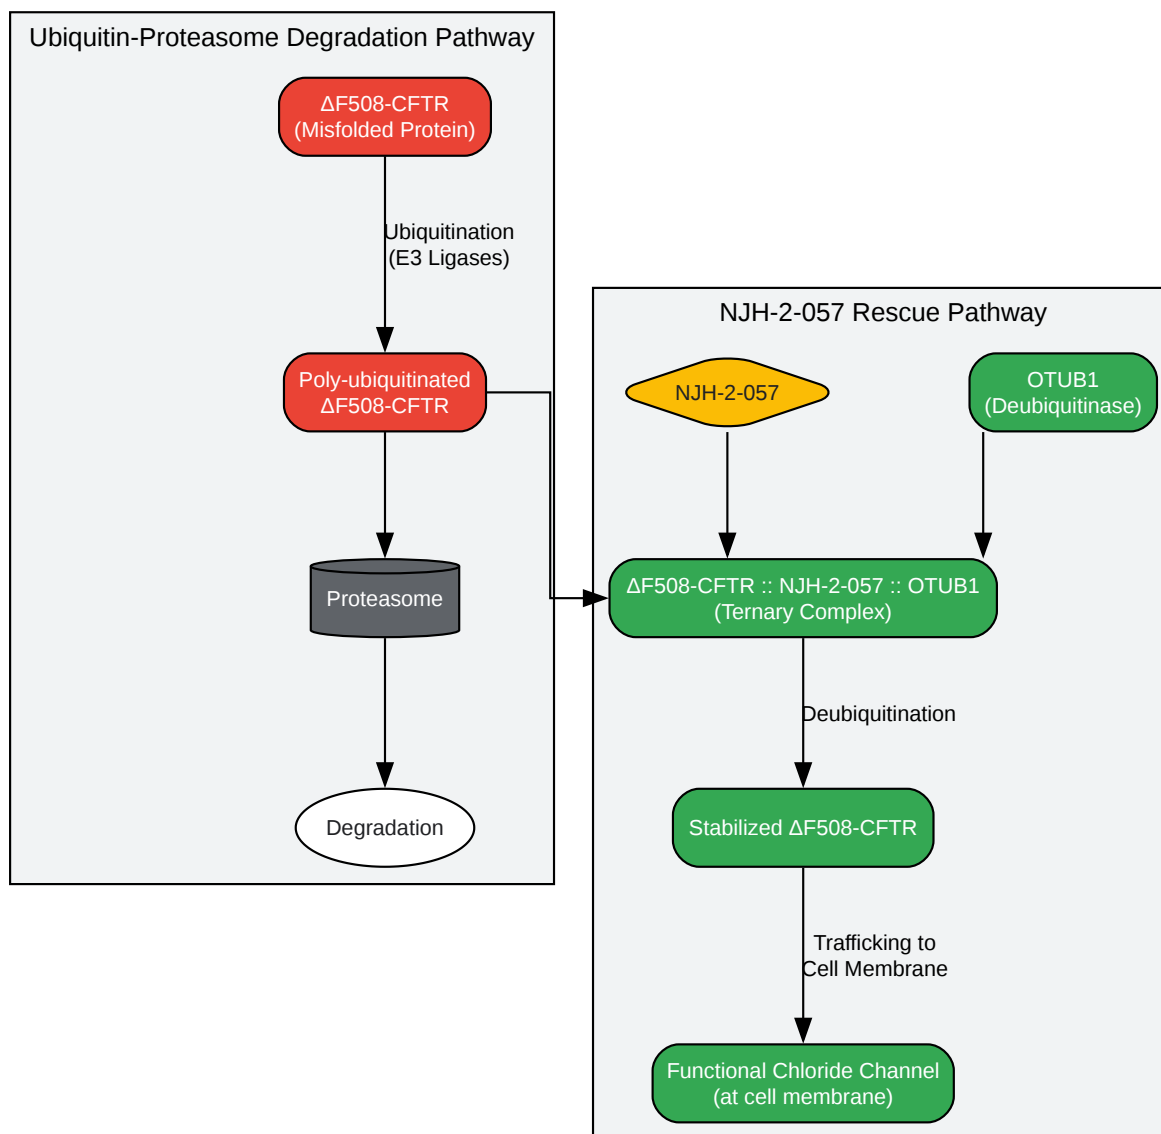 Ubiquitin-Proteasome Degradation Pathway
ΔF508-CFTR
(Misfolded Protein)
Ubiquitination
(E3 Ligases)
Poly-ubiquitinated
ΔF508-CFTR
Proteasome
Degradation
NJH-2-057 Rescue Pathway
NJH-2-057
OTUB1
(Deubiquitinase)
ΔF508-CFTR :: NJH-2-057 :: OTUB1
(Ternary Complex)
Deubiquitination
Stabilized ΔF508-CFTR
Trafficking to
Cell Membrane
Functional Chloride Channel
(at cell membrane)